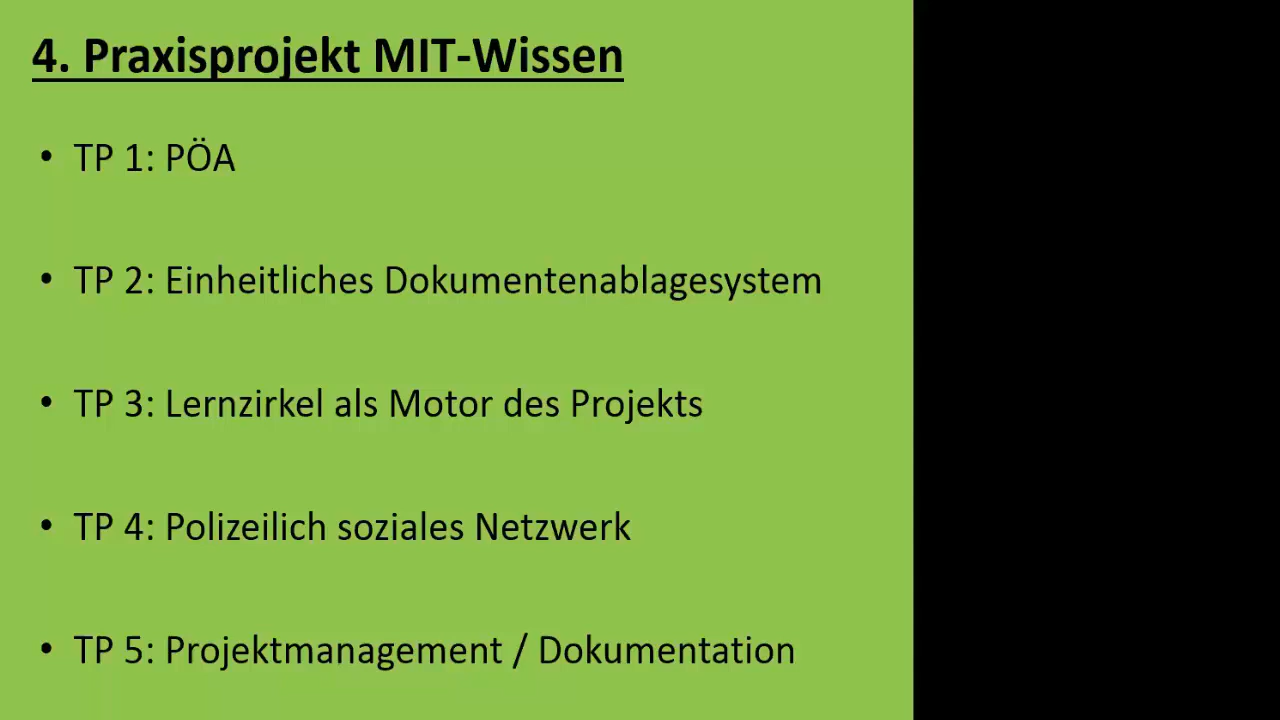 4. Praxisprojekt MIT-Wissen
• TP 1: PÖA
• TP 2: Einheitliches Dokumentenablagesystem
• TP 3: Lernzirkel als Motor des Projekts
• TP 4: Polizeilich soziales Netzwerk
• TP 5: Projektmanagement / Dokumentation